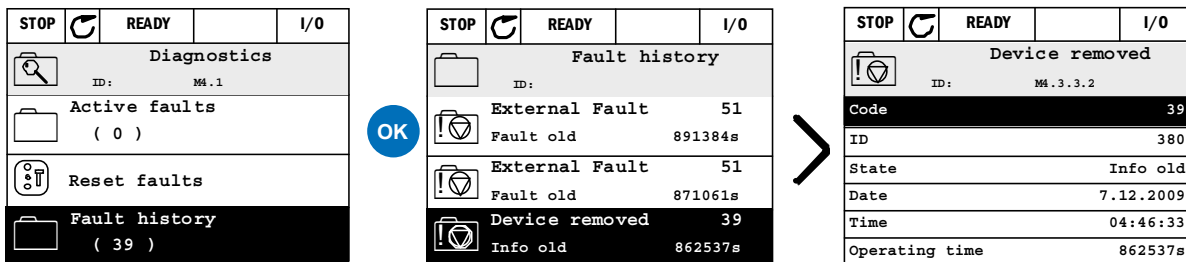 STOP READY I/O
Diagnostics
ID: M4.1
Active faults
( 0 )
Reset faults
Fault history
( 39 )
OK
STOP READY I/O
Fault history
ID:
External Fault 51
Fault old 891384s
External Fault 51
Fault old 871061s
Device removed 39
Info old 862537s
STOP READY I/O
Device removed
ID: M4.3.3.2
Code 39
ID 380
State Info old
Date 7.12.2009
Time 04:46:33
Operating time 862537s